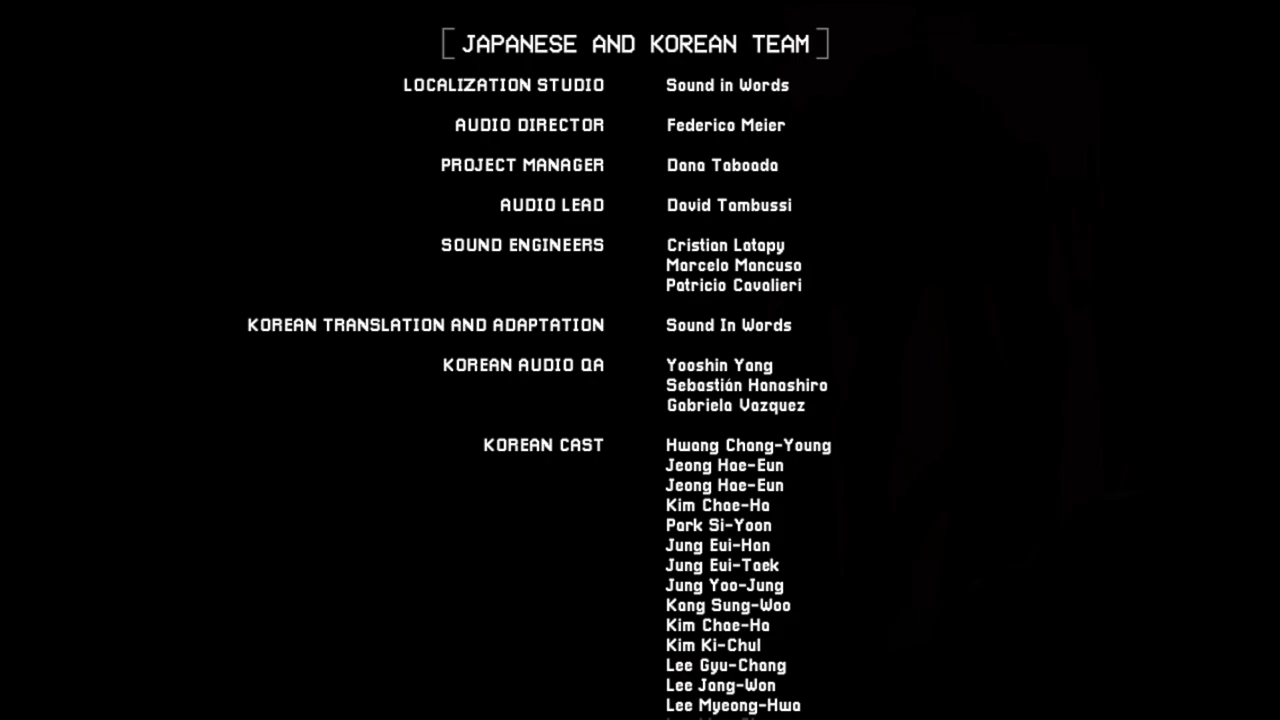 [JAPANESE AND KOREAN TEAM]
LOCALIZATION STUDIO Sound in Words
AUDIO DIRECTOR Federico Meier
PROJECT MANAGER Dana Taboada
AUDIO LEAD David Tambussi
SOUND ENGINEERS Cristian Latapy
Marcelo Mancuso
Patricio Cavalieri
KOREAN TRANSLATION AND ADAPTATION Sound In Words
KOREAN AUDIO QA Yooshin Yang
Sebastián Hanashiro
Gabriela Vazquez
KOREAN CAST Hwang Chang-Young
Jeong Hae-Eun
Jeong Hae-Eun
Kim Chae-Ha
Park Si-Yoon
Jung Eui-Han
Jung Eui-Taek
Jung Yoo-Jung
Kang Sung-Woo
Kim Chae-Ha
Kim Ki-Chul
Lee Gyu-Chang
Lee Jang-Won
Lee Myeong-Hwa